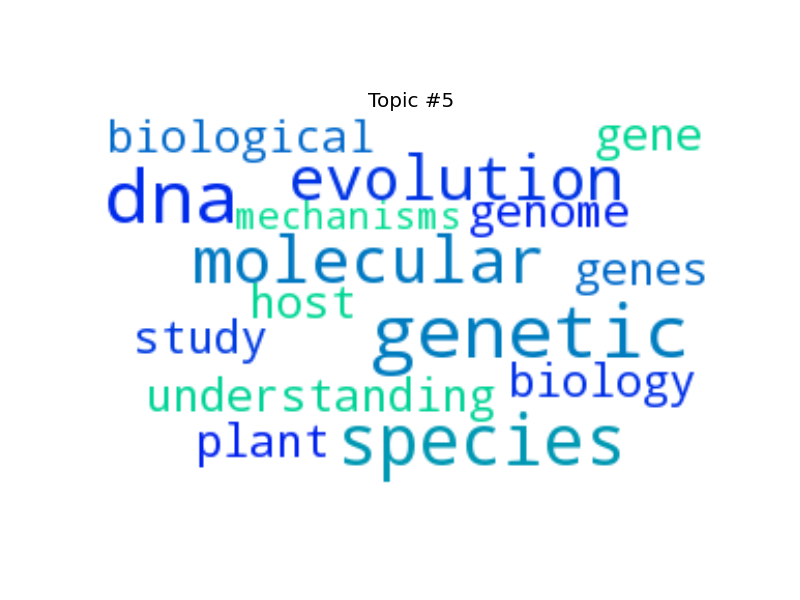 Topic #5
biological gene
evolution
dna
mechanisms genome
molecular genes
host
study genetic
understanding biology
plant species